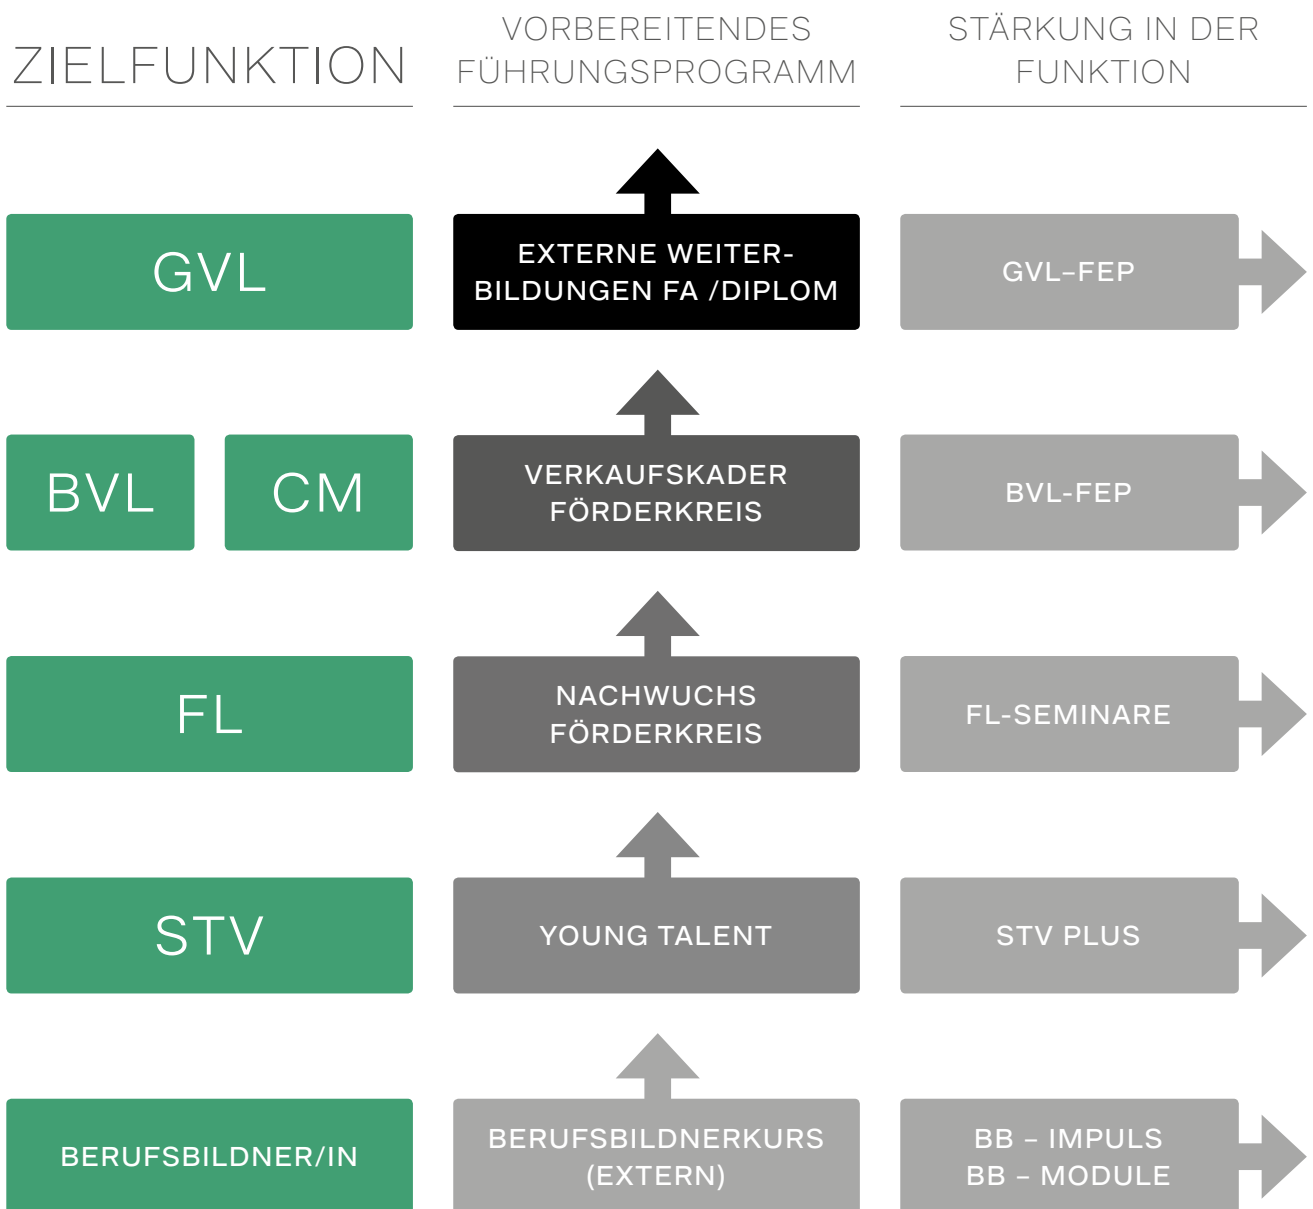 ZIELFUNKTION
VORBEREITENDES
FÜHRUNGSPROGRAMM
STÄRKUNG IN DER
FUNKTION
GVL
EXTERNE WEITER-
BILDUNGEN FA /DIPLOM
GVL–FEP
BVL
CM
VERKAUFSKADER
FÖRDERKREIS
BVL-FEP
FL
NACHWUCHS
FÖRDERKREIS
FL-SEMINARE
STV
YOUNG TALENT
STV PLUS
BERUFSBILDNER/IN
BERUFSBILDNERKURS
(EXTERN)
BB – IMPULS
BB – MODULE